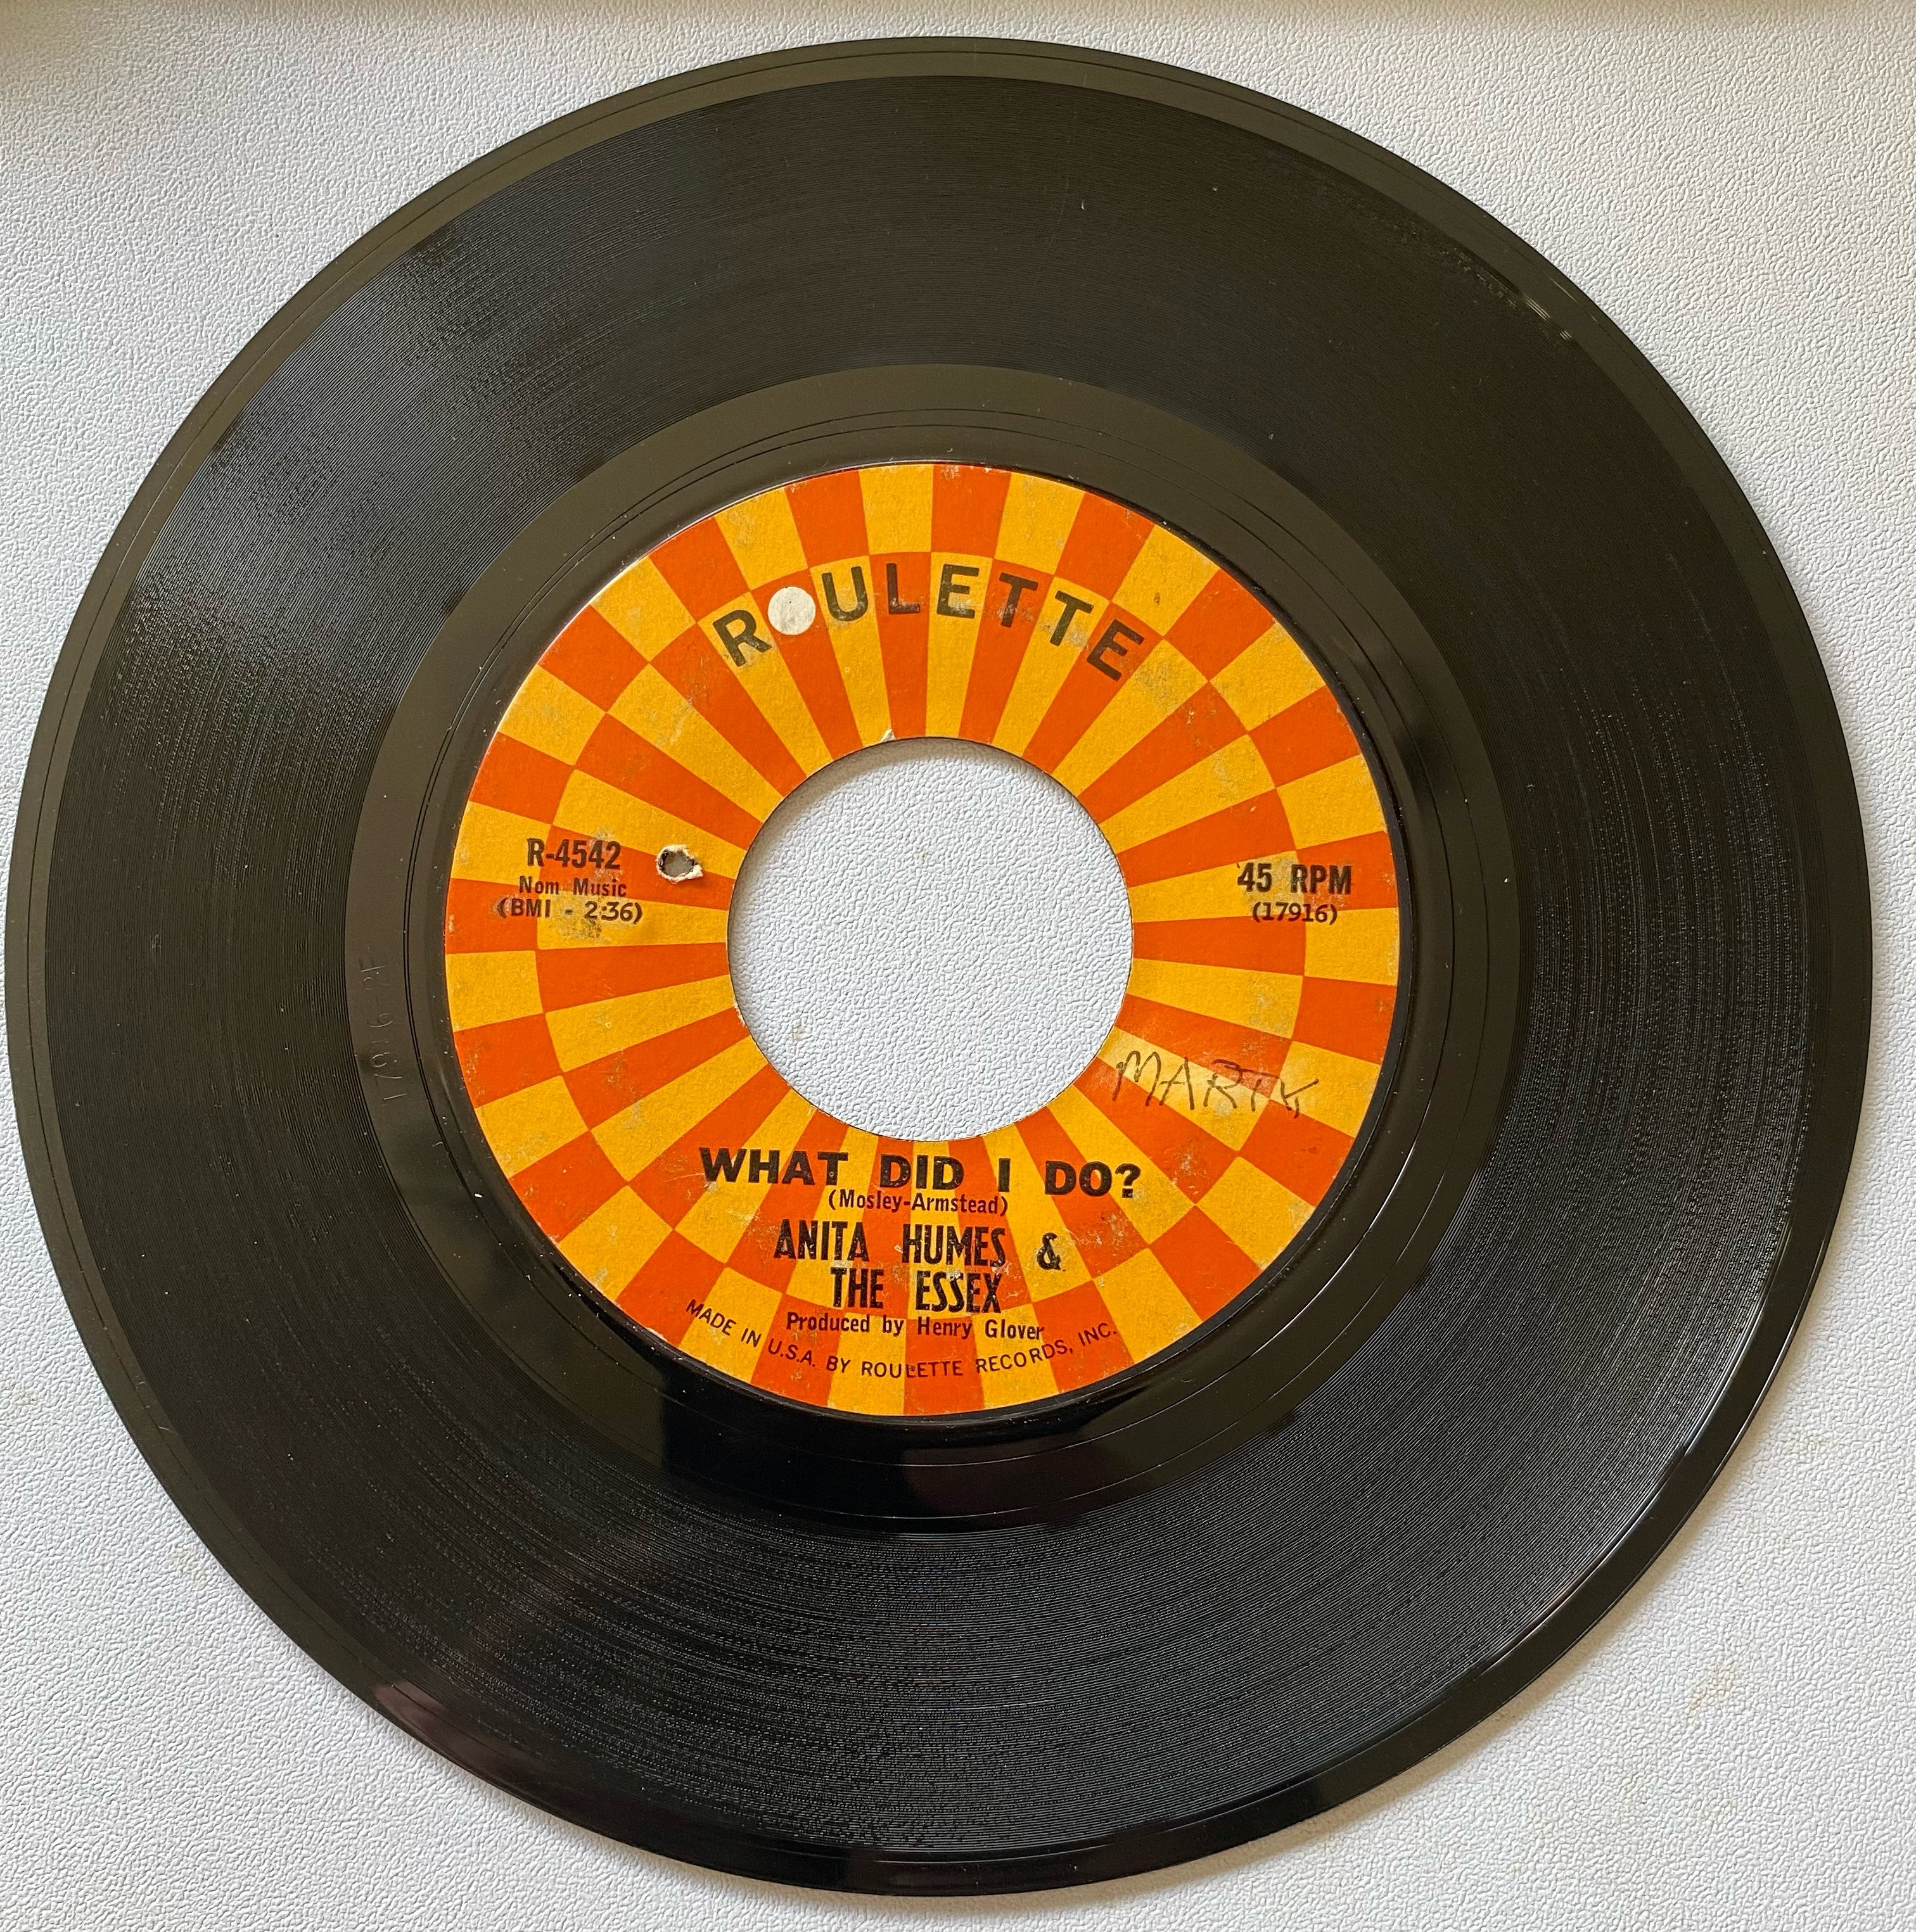 ROULETTE
R-4542
Nom Music
(BMI - 2:36)
45 RPM
(17916)
MARTY
WHAT DID I DO?
(Mosley-Armstead)
ANITA HUMES &
THE ESSEX
Produced by Henry Glover
MADE IN U.S.A. BY ROULETTE RECORDS, INC.